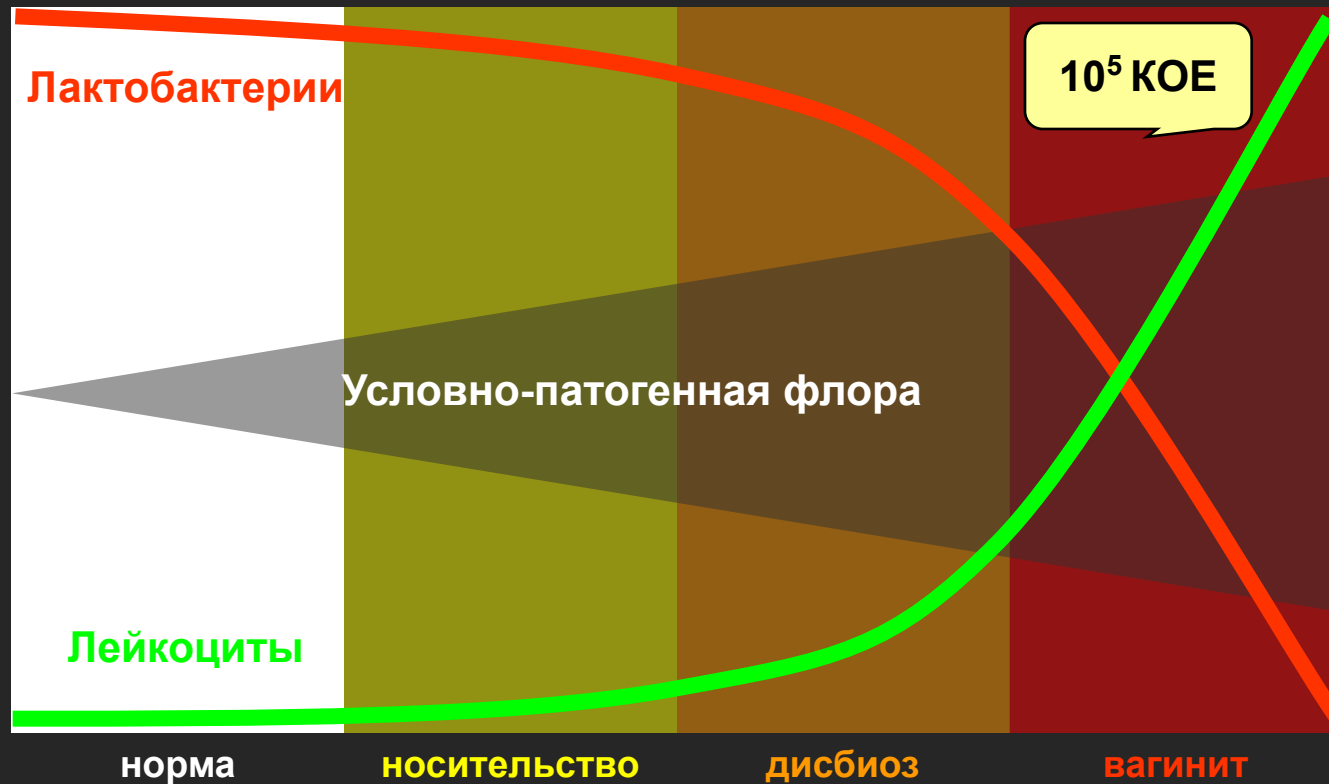 Лактобактерии
10⁵ КОЕ
Условно-патогенная флора
Лейкоциты
норма носительство дисбиоз вагинит